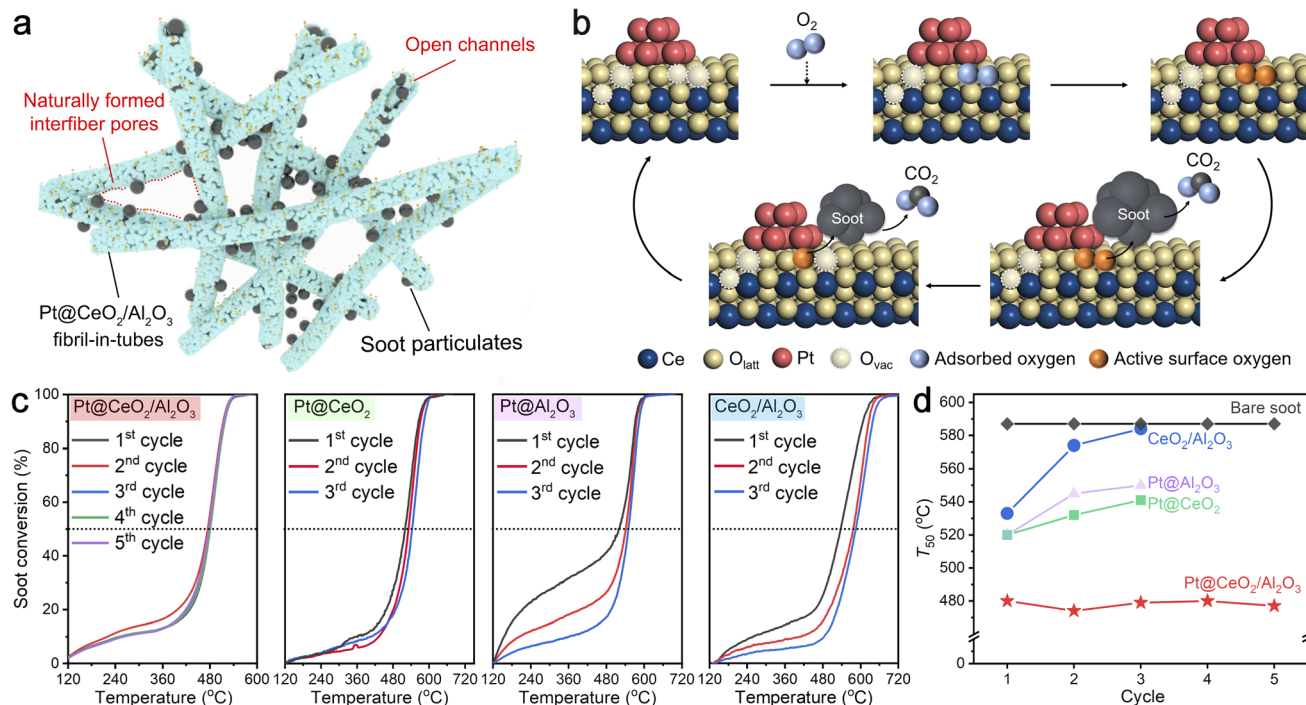 a
Open channels
Naturally formed
interfiber pores
Pt@CeO₂/Al₂O₃
fibril-in-tubes
Soot particulates
b
O₂
CO₂
Soot
CO₂
Soot
Ce
Oₗₐₜₜ
Pt
Oᵥₐc
Adsorbed oxygen
Active surface oxygen
c
Soot conversion (%)
100
80
60
40
20
0
Pt@CeO₂/Al₂O₃
1ˢᵗ cycle
2ⁿᵈ cycle
3ʳᵈ cycle
4ᵗʰ cycle
5ᵗʰ cycle
120 240 360 480 600
Temperature (°C)
Pt@CeO₂
1ˢᵗ cycle
2ⁿᵈ cycle
3ʳᵈ cycle
120 240 360 480 600 720
Temperature (°C)
Pt@Al₂O₃
1ˢᵗ cycle
2ⁿᵈ cycle
3ʳᵈ cycle
120 240 360 480 600 720
Temperature (°C)
CeO₂/Al₂O₃
1ˢᵗ cycle
2ⁿᵈ cycle
3ʳᵈ cycle
120 240 360 480 600 720
Temperature (°C)
d
T₅₀ (°C)
600
580
560
540
520
500
480
0
Bare soot
CeO₂/Al₂O₃
Pt@Al₂O₃
Pt@CeO₂
Pt@CeO₂/Al₂O₃
1 2 3 4 5
Cycle